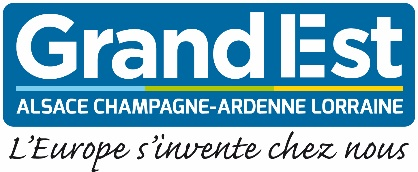 Grand Est
ALSACE CHAMPAGNE-ARDENNE LORRAINE
L'Europe s'invente chez nous